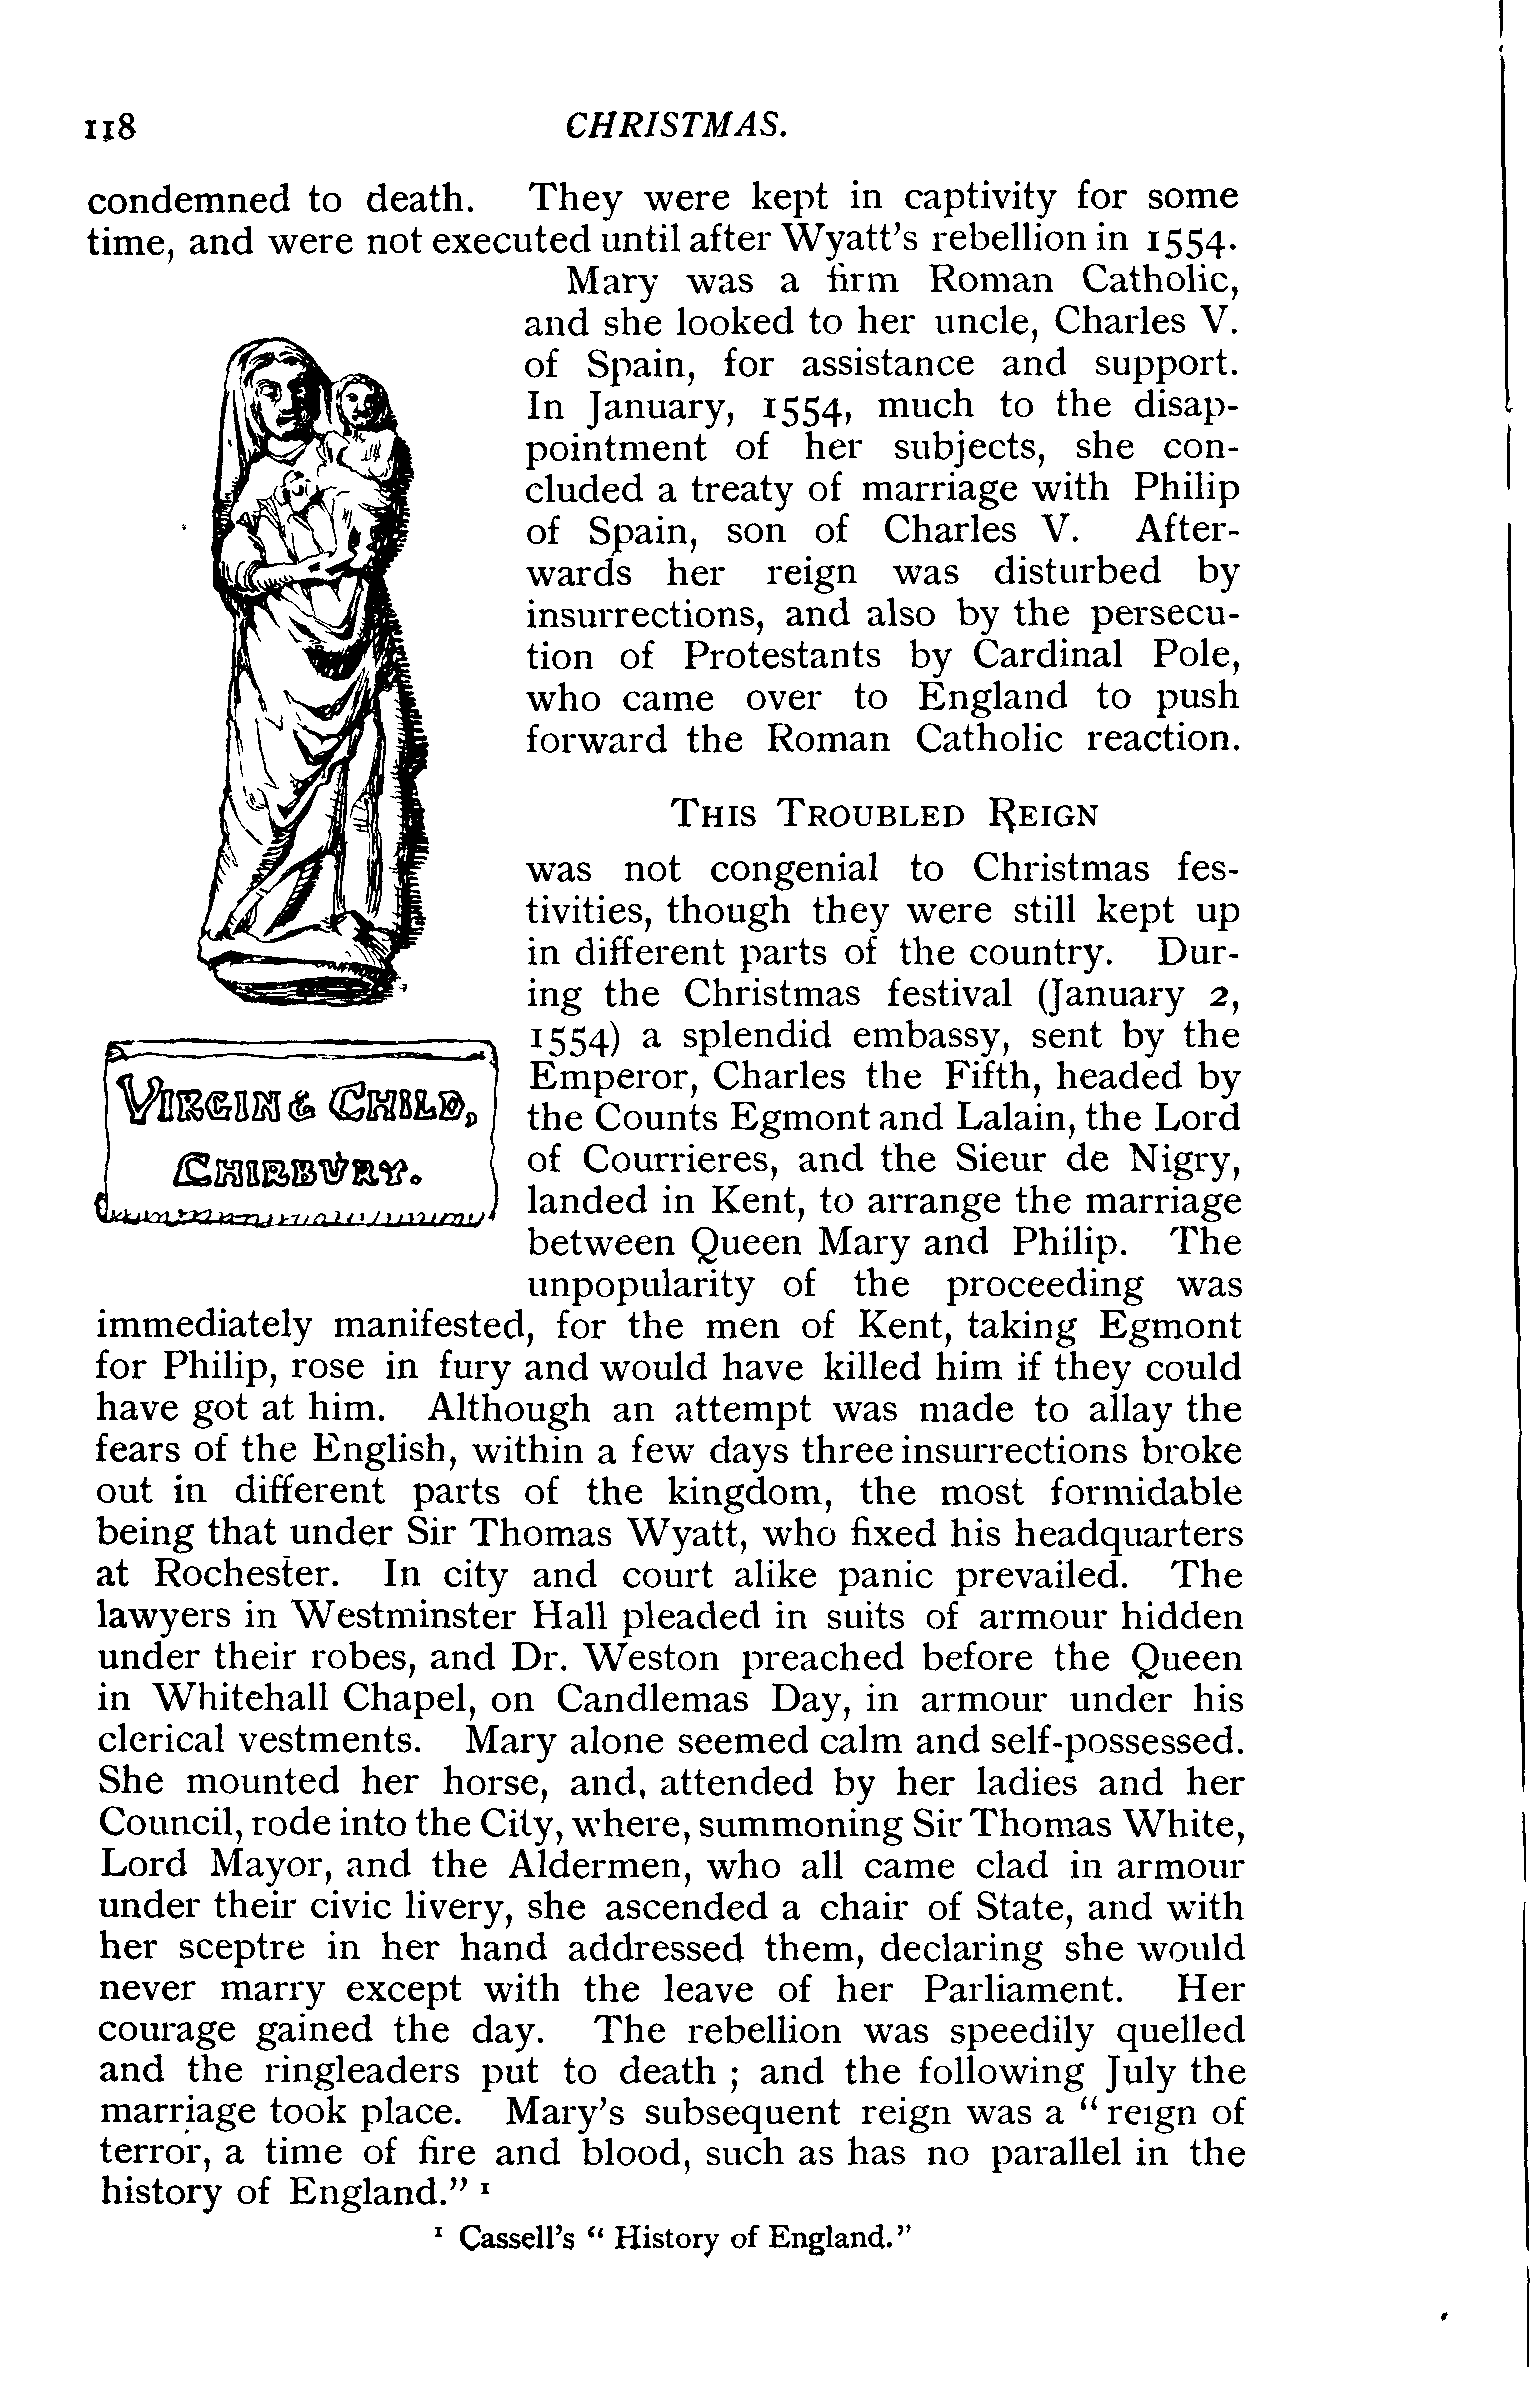 118
CHRISTMAS.
condemned to death. They were kept in captivity for some
time, and were not executed until after Wyatt's rebellion in 1554.
Mary was a firm Roman Catholic,
and she looked to her uncle, Charles V.
of Spain, for assistance and support.
In January, 1554, much to the disap-
pointment of her subjects, she con-
cluded a treaty of marriage with Philip
of Spain, son of Charles V. After-
wards her reign was disturbed by
insurrections, and also by the persecu-
tion of Protestants by Cardinal Pole,
who came over to England to push
forward the Roman Catholic reaction.
VIRGIN & CHILD,
CHIRBURY.
THIS TROUBLED REIGN
was not congenial to Christmas fes-
tivities, though they were still kept up
in different parts of the country. Dur-
ing the Christmas festival (January 2,
1554) a splendid embassy, sent by the
Emperor, Charles the Fifth, headed by
the Counts Egmont and Lalain, the Lord
of Courrieres, and the Sieur de Nigry,
landed in Kent, to arrange the marriage
between Queen Mary and Philip. The
unpopularity of the proceeding was
immediately manifested, for the men of Kent, taking Egmont
for Philip, rose in fury and would have killed him if they could
have got at him. Although an attempt was made to allay the
fears of the English, within a few days three insurrections broke
out in different parts of the kingdom, the most formidable
being that under Sir Thomas Wyatt, who fixed his headquarters
at Rochester. In city and court alike panic prevailed. The
lawyers in Westminster Hall pleaded in suits of armour hidden
under their robes, and Dr. Weston preached before the Queen
in Whitehall Chapel, on Candlemas Day, in armour under his
clerical vestments. Mary alone seemed calm and self-possessed.
She mounted her horse, and, attended by her ladies and her
Council, rode into the City, where, summoning Sir Thomas White,
Lord Mayor, and the Aldermen, who all came clad in armour
under their civic livery, she ascended a chair of State, and with
her sceptre in her hand addressed them, declaring she would
never marry except with the leave of her Parliament. Her
courage gained the day. The rebellion was speedily quelled
and the ringleaders put to death ; and the following July the
marriage took place. Mary's subsequent reign was a "reign of
terror, a time of fire and blood, such as has no parallel in the
history of England." ¹
¹ Cassell's "History of England."